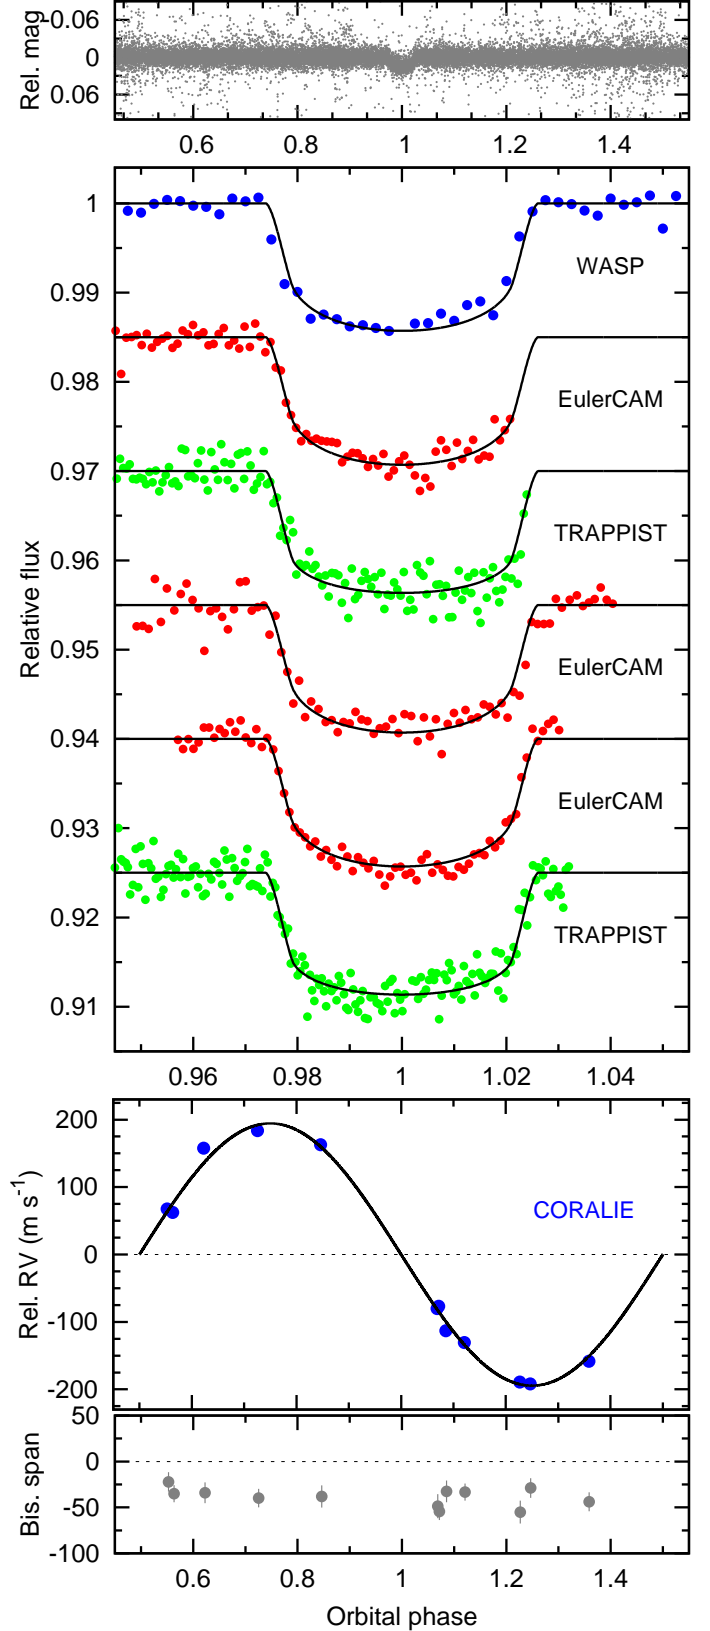 Rel. mag
-0.06
0
0.06
0.6 0.8 1 1.2 1.4
Relative flux
1
0.99
0.98
0.97
0.96
0.95
0.94
0.93
0.92
0.91
WASP
EulerCAM
TRAPPIST
EulerCAM
EulerCAM
TRAPPIST
0.96 0.98 1 1.02 1.04
Rel. RV (m s⁻¹)
200
100
0
-100
-200
CORALIE
Bis. span
50
0
-50
-100
0.6 0.8 1 1.2 1.4
Orbital phase